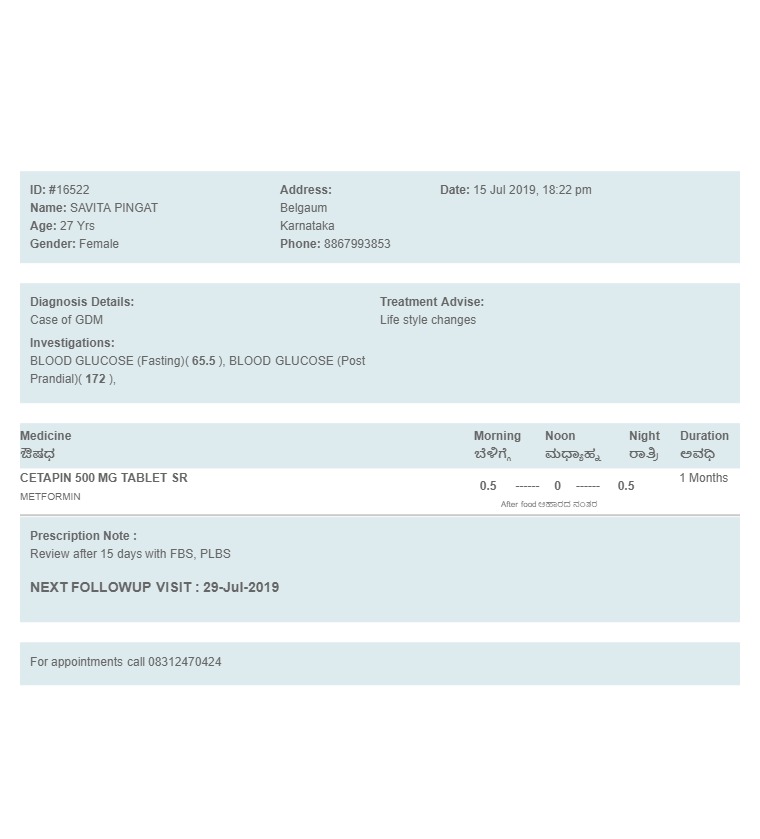 ID: #16522
Name: SAVITA PINGAT
Age: 27 Yrs
Gender: Female
Address:
Belgaum
Karnataka
Phone: 8867993853
Date: 15 Jul 2019, 18:22 pm
Diagnosis Details:
Case of GDM
Investigations:
BLOOD GLUCOSE (Fasting)( 65.5 ), BLOOD GLUCOSE (Post
Prandial)( 172 ),
Treatment Advise:
Life style changes
Medicine Morning Noon Night Duration
ಔಷಧ ಬೆಳಿಗ್ಗೆ ಮಧ್ಯಾಹ್ನ ರಾತ್ರಿ ಅವಧಿ
CETAPIN 500 MG TABLET SR 1 Months
METFORMIN 0.5 ------ 0 ------ 0.5
After food ಆಹಾರದ ನಂತರ
Prescription Note :
Review after 15 days with FBS, PLBS
NEXT FOLLOWUP VISIT : 29-Jul-2019
For appointments call 08312470424